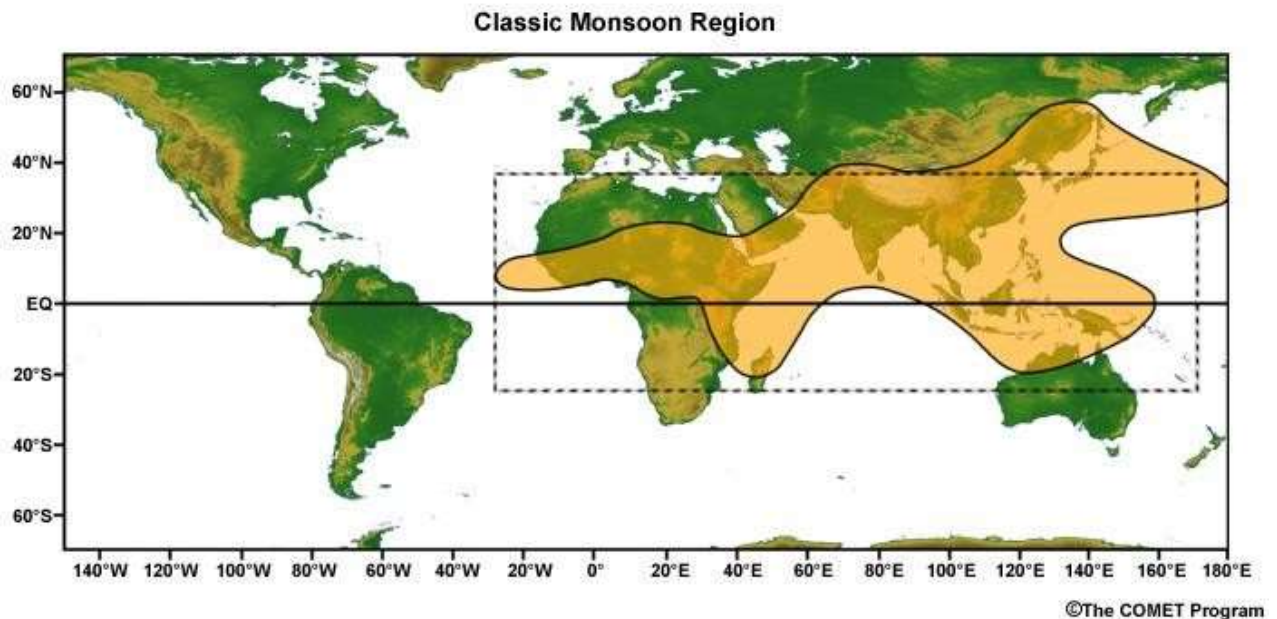 Classic Monsoon Region
60°N
40°N
20°N
EQ
20°S
40°S
60°S
140°W 120°W 100°W 80°W 60°W 40°W 20°W 0° 20°E 40°E 60°E 80°E 100°E 120°E 140°E 160°E 180°E
©The COMET Program